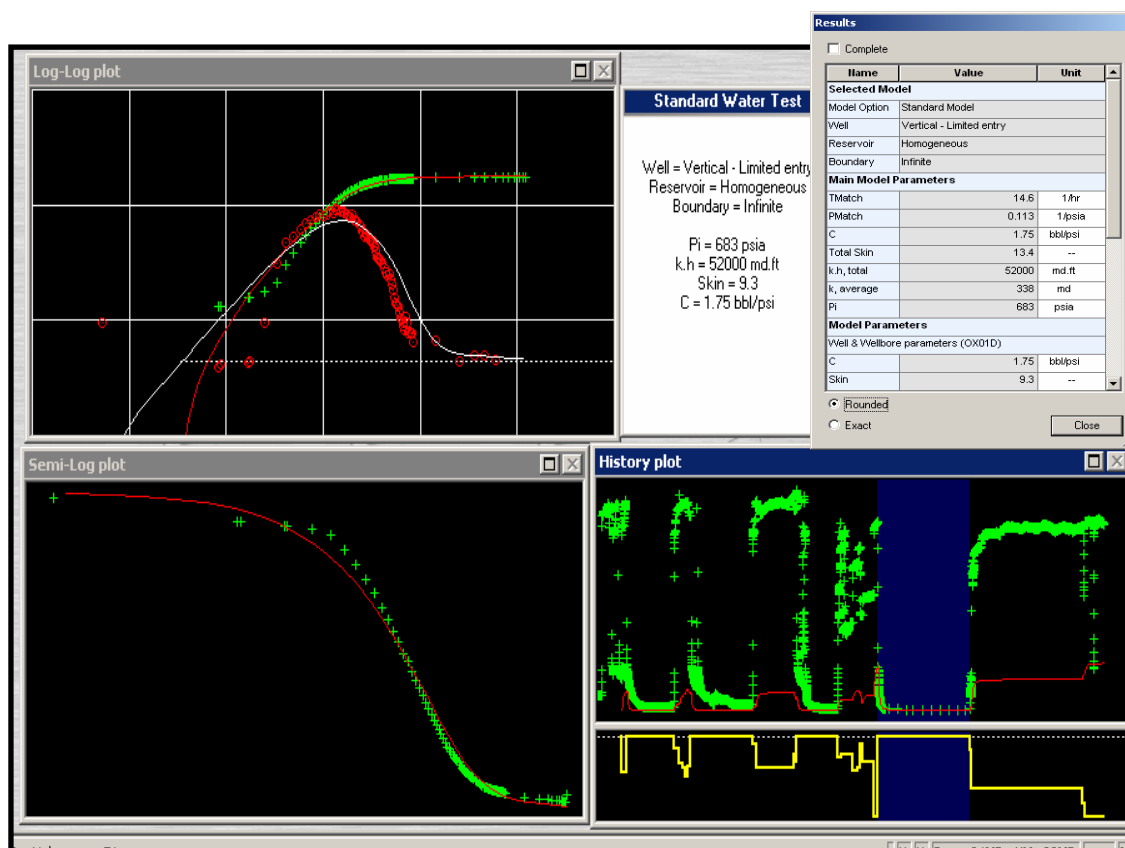 Results
Complete
Name Value Unit
Selected Model
Model Option Standard Model
Well Vertical - Limited entry
Reservoir Homogeneous
Boundary Infinite
Main Model Parameters
TMatch 14.6 1/hr
PMatch 0.113 1/psia
C 1.75 bbl/psi
Total Skin 13.4 --
k.h, total 52000 md.ft
k, average 338 md
Pi 683 psia
Model Parameters
Well & Wellbore parameters (OX01D)
C 1.75 bbl/psi
Skin 9.3 --
Rounded
Exact
Close
Log-Log plot
Standard Water Test
Well = Vertical - Limited entry
Reservoir = Homogeneous
Boundary = Infinite
Pi = 683 psia
k.h = 52000 md.ft
Skin = 9.3
C = 1.75 bbl/psi
Semi-Log plot
History plot